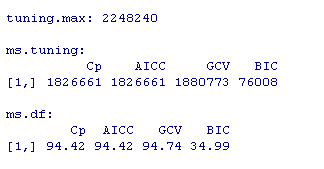 tuning.max: 2248240
ms.tuning:
Cp AICC GCV BIC
[1,] 1826661 1826661 1880773 76008
ms.df:
Cp AICC GCV BIC
[1,] 94.42 94.42 94.74 34.99